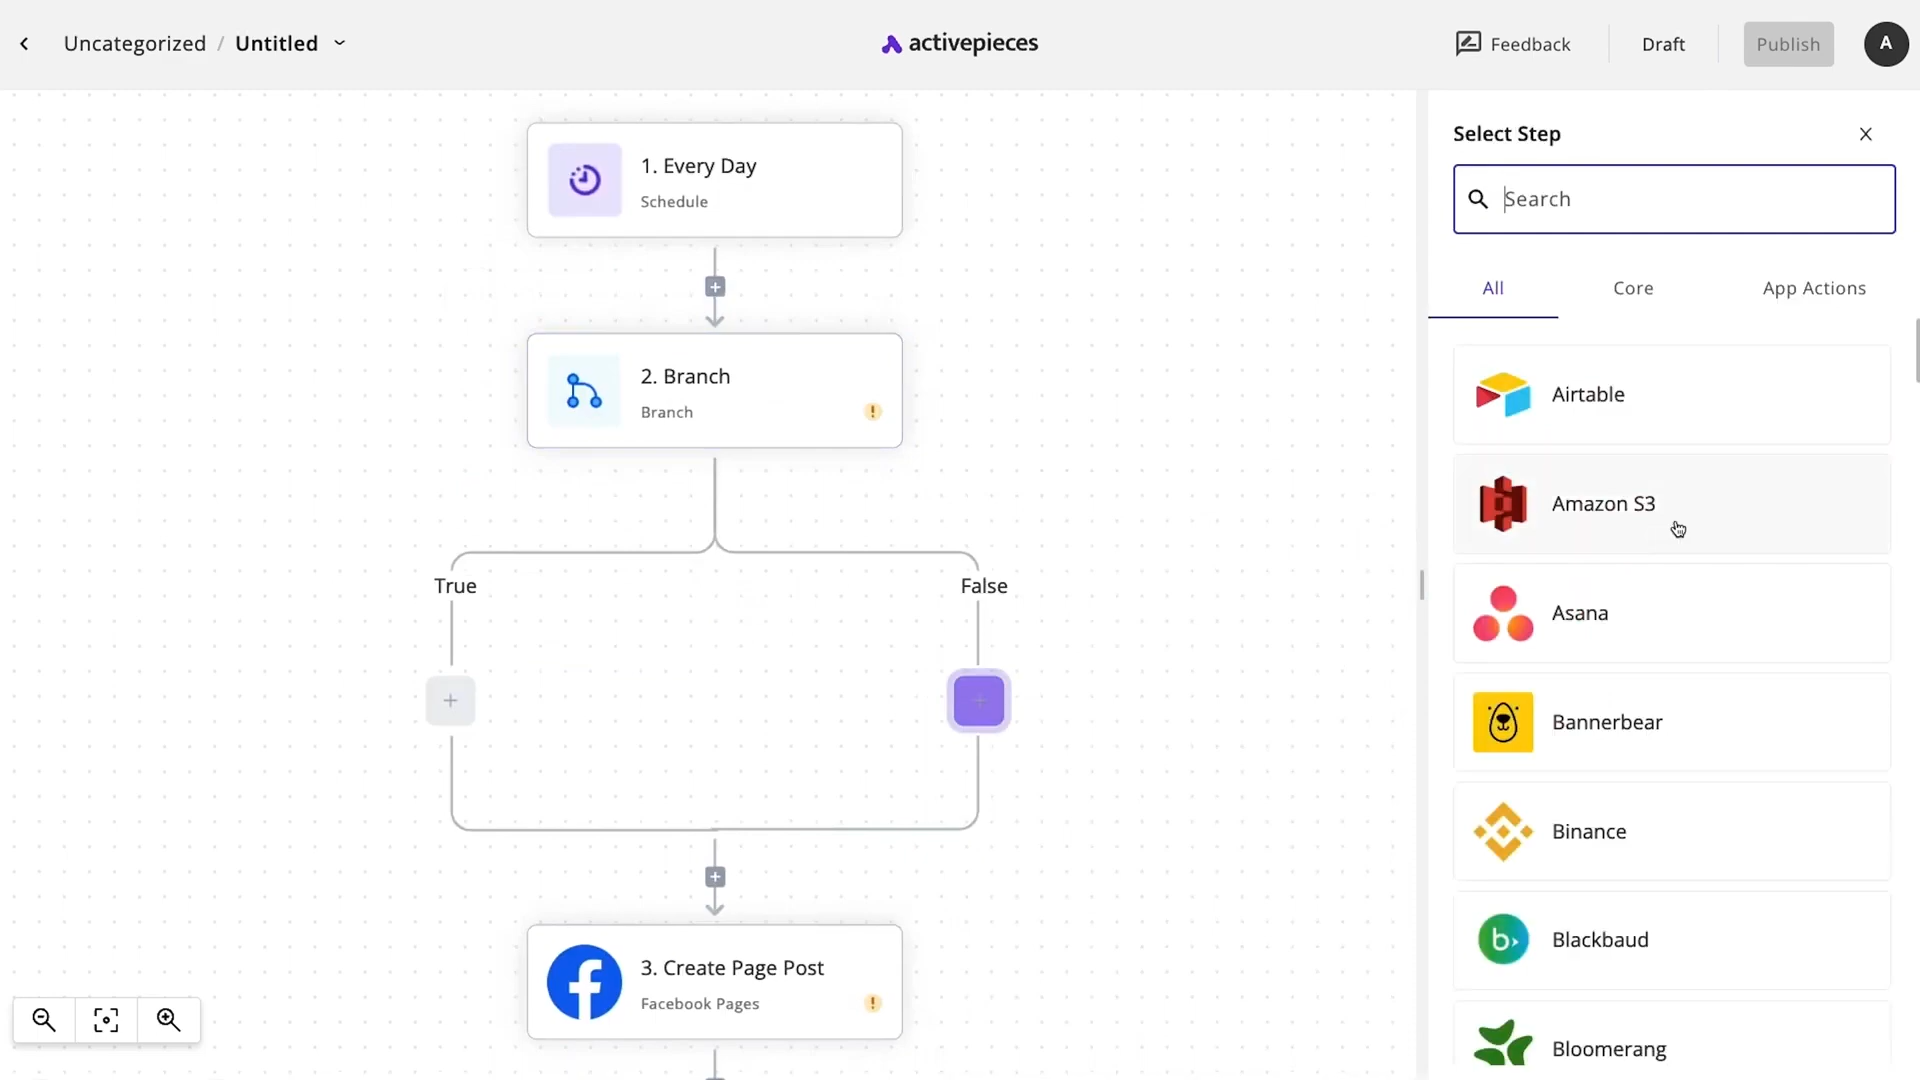 Uncategorized / Untitled
activepieces
Feedback
Draft
Publish
A
1. Every Day
Schedule
2. Branch
Branch
!
True
False
3. Create Page Post
Facebook Pages
!
Select Step
Search
All
Core
App Actions
Airtable
Amazon S3
Asana
Bannerbear
Binance
b
Blackbaud
Bloomerang